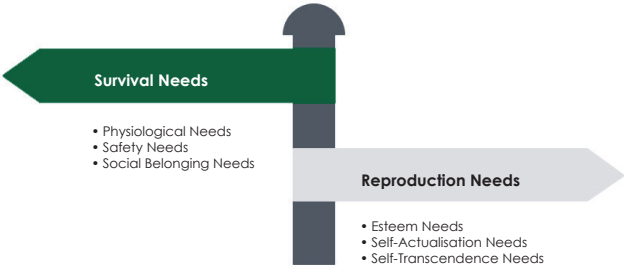 Survival Needs
• Physiological Needs
• Safety Needs
• Social Belonging Needs
Reproduction Needs
• Esteem Needs
• Self-Actualisation Needs
• Self-Transcendence Needs